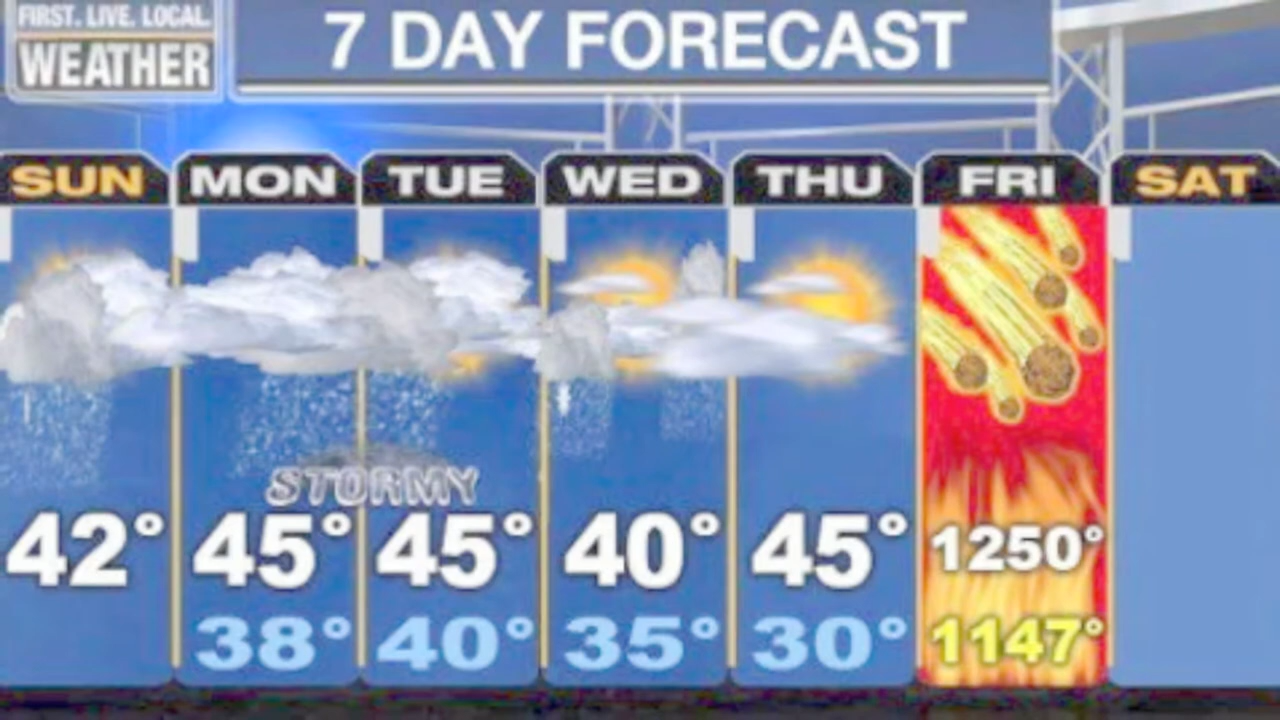 FIRST. LIVE. LOCAL.
WEATHER
7 DAY FORECAST
SUN MON TUE WED THU FRI SAT
STORMY
42° 45° 45° 40° 45° 1250°
38° 40° 35° 30° 1147°